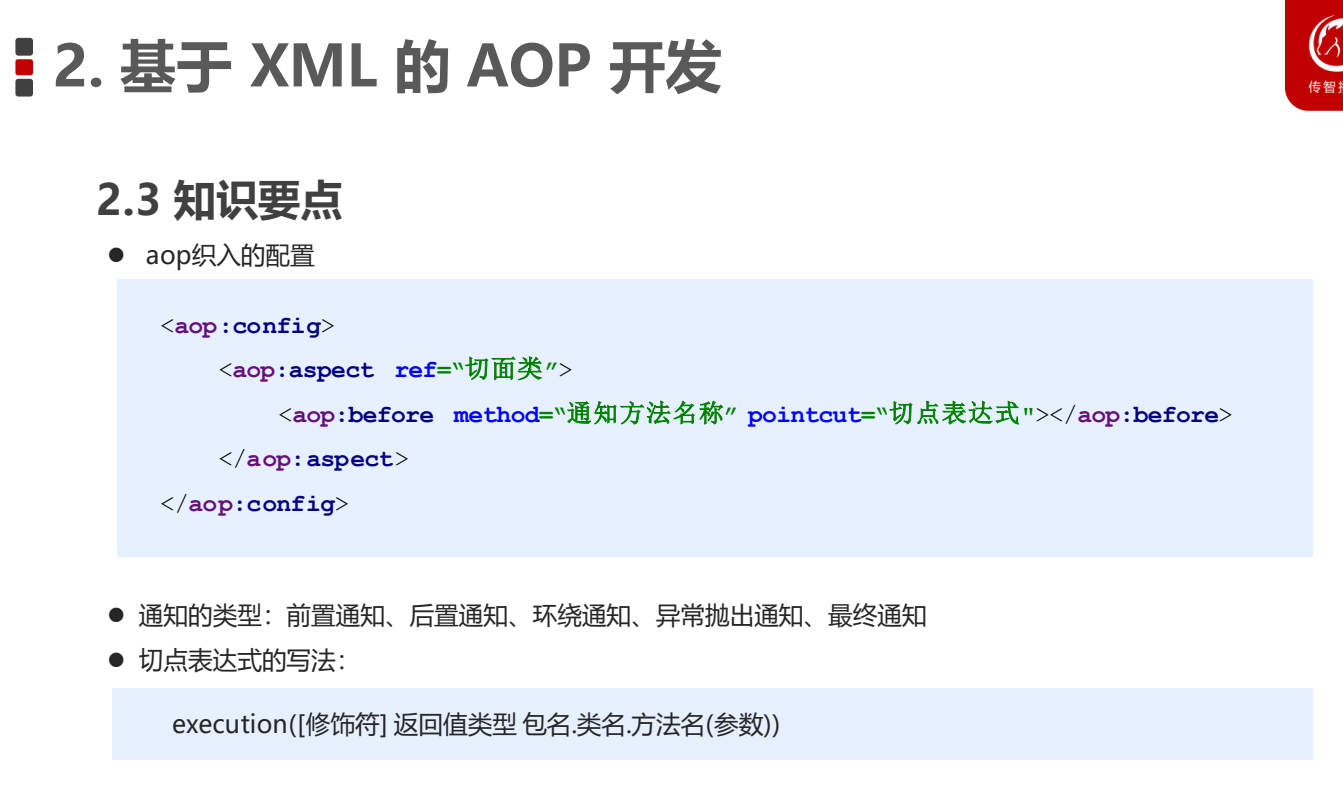 2. 基于 XML 的 AOP 开发
传智
2.3 知识要点
● aop织入的配置
<aop:config>
<aop:aspect ref=“切面类”>
<aop:before method=“通知方法名称” pointcut=“切点表达式"></aop:before>
</aop:aspect>
</aop:config>
● 通知的类型：前置通知、后置通知、环绕通知、异常抛出通知、最终通知
● 切点表达式的写法：
execution([修饰符] 返回值类型 包名.类名.方法名(参数))